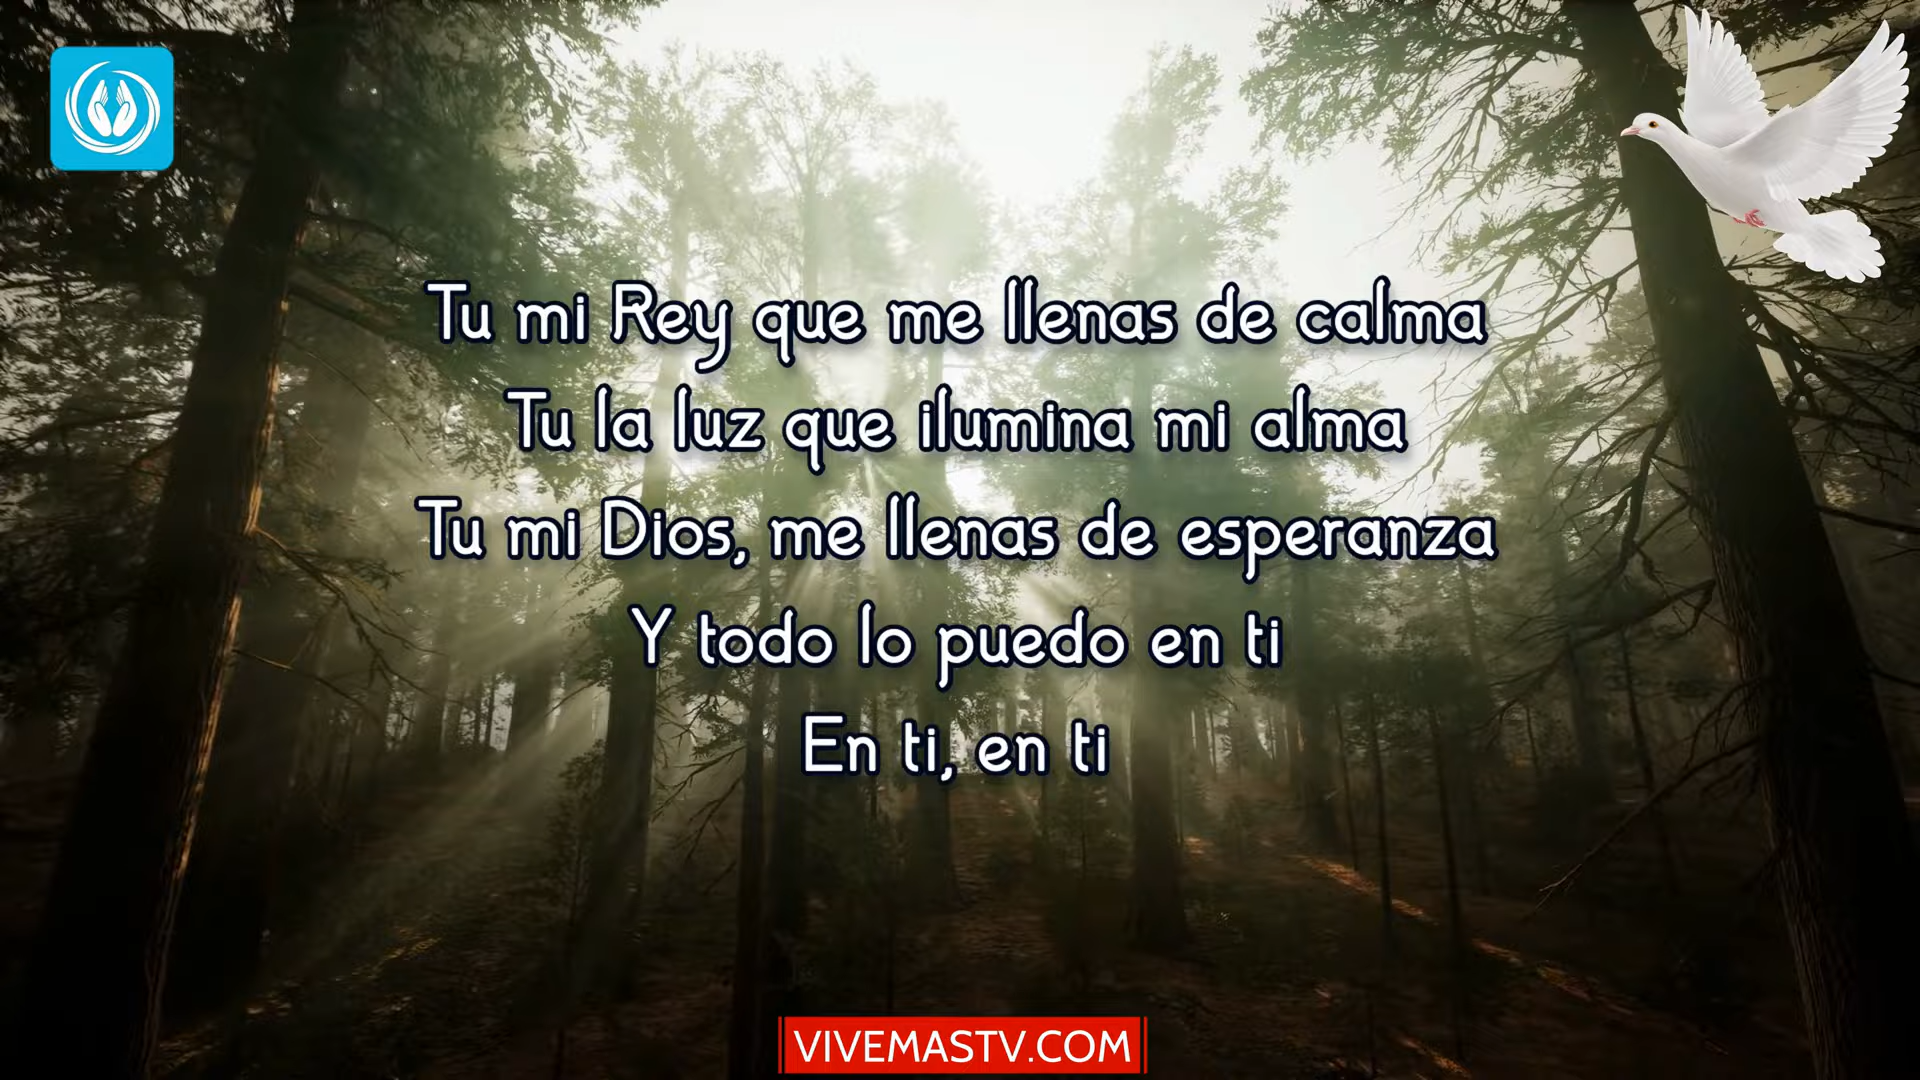 Tu mi Rey que me llenas de calma
Tu la luz que ilumina mi alma
Tu mi Dios, me llenas de esperanza
Y todo lo puedo en ti
En ti, en ti
VIVEMASTV.COM